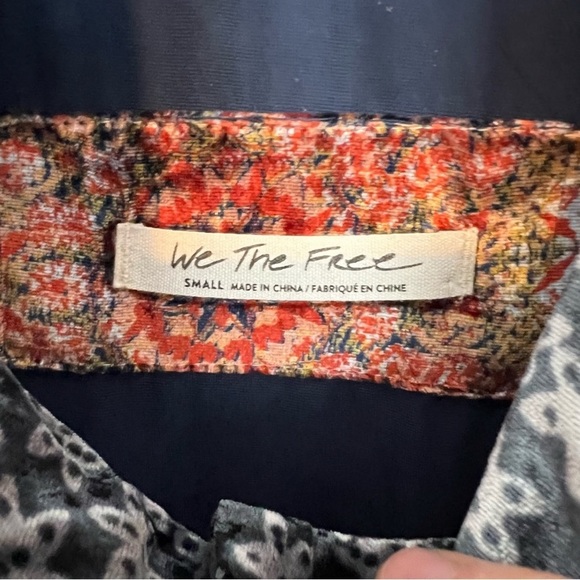 We The Free
SMALL MADE IN CHINA / FABRIQUÉ EN CHINE